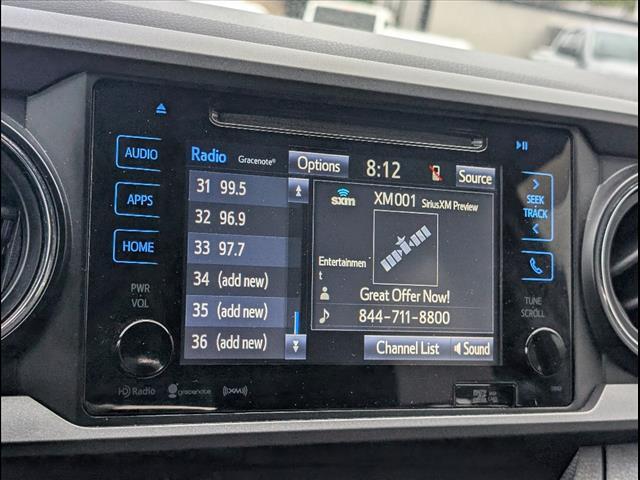 AUDIO
APPS
HOME
PWR
VOL
Radio Gracenote® Options 8:12 Source
31 99.5
32 96.9
33 97.7
34 (add new)
35 (add new)
36 (add new)
sxm XM001 SiriusXM Preview
Entertainmen
t
Great Offer Now!
844-711-8800
Channel List Sound
SEEK
TRACK
TUNE
SCROLL
HD Radio gracenote ((XM))